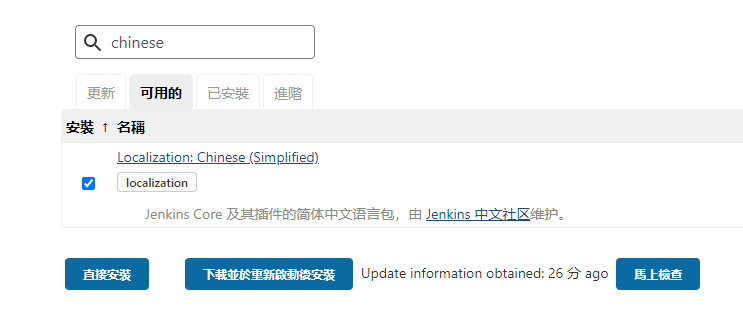 chinese
更新 可用的 已安裝 進階
安裝 ↑ 名稱
Localization: Chinese (Simplified)
localization
Jenkins Core 及其插件的简体中文语言包，由 Jenkins 中文社区维护。
直接安裝 下載並於重新啟動後安裝 Update information obtained: 26 分 ago 馬上檢查